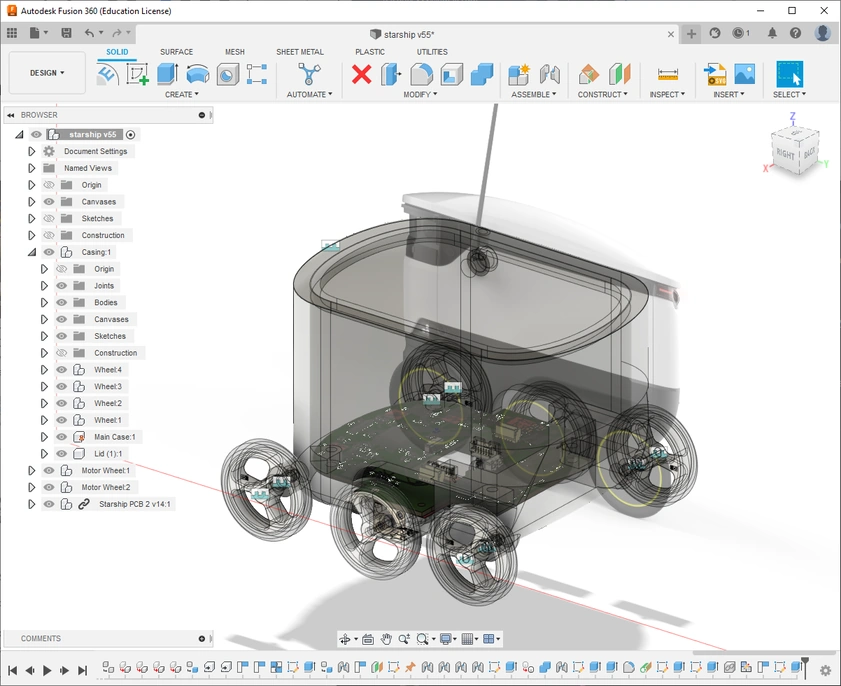 Autodesk Fusion 360 (Education License)
starship v55*
1
SOLID SURFACE MESH SHEET METAL PLASTIC UTILITIES
DESIGN
CREATE AUTOMATE MODIFY ASSEMBLE CONSTRUCT INSPECT INSERT SELECT
BROWSER
starship v55
Document Settings
Named Views
Origin
Canvases
Sketches
Construction
Casing:1
Origin
Joints
Bodies
Canvases
Sketches
Construction
Wheel:4
Wheel:3
Wheel:2
Wheel:1
Main Case:1
Lid (1):1
Motor Wheel:1
Motor Wheel:2
Starship PCB 2 v14:1
Z
RIGHT BACK
X Y
COMMENTS